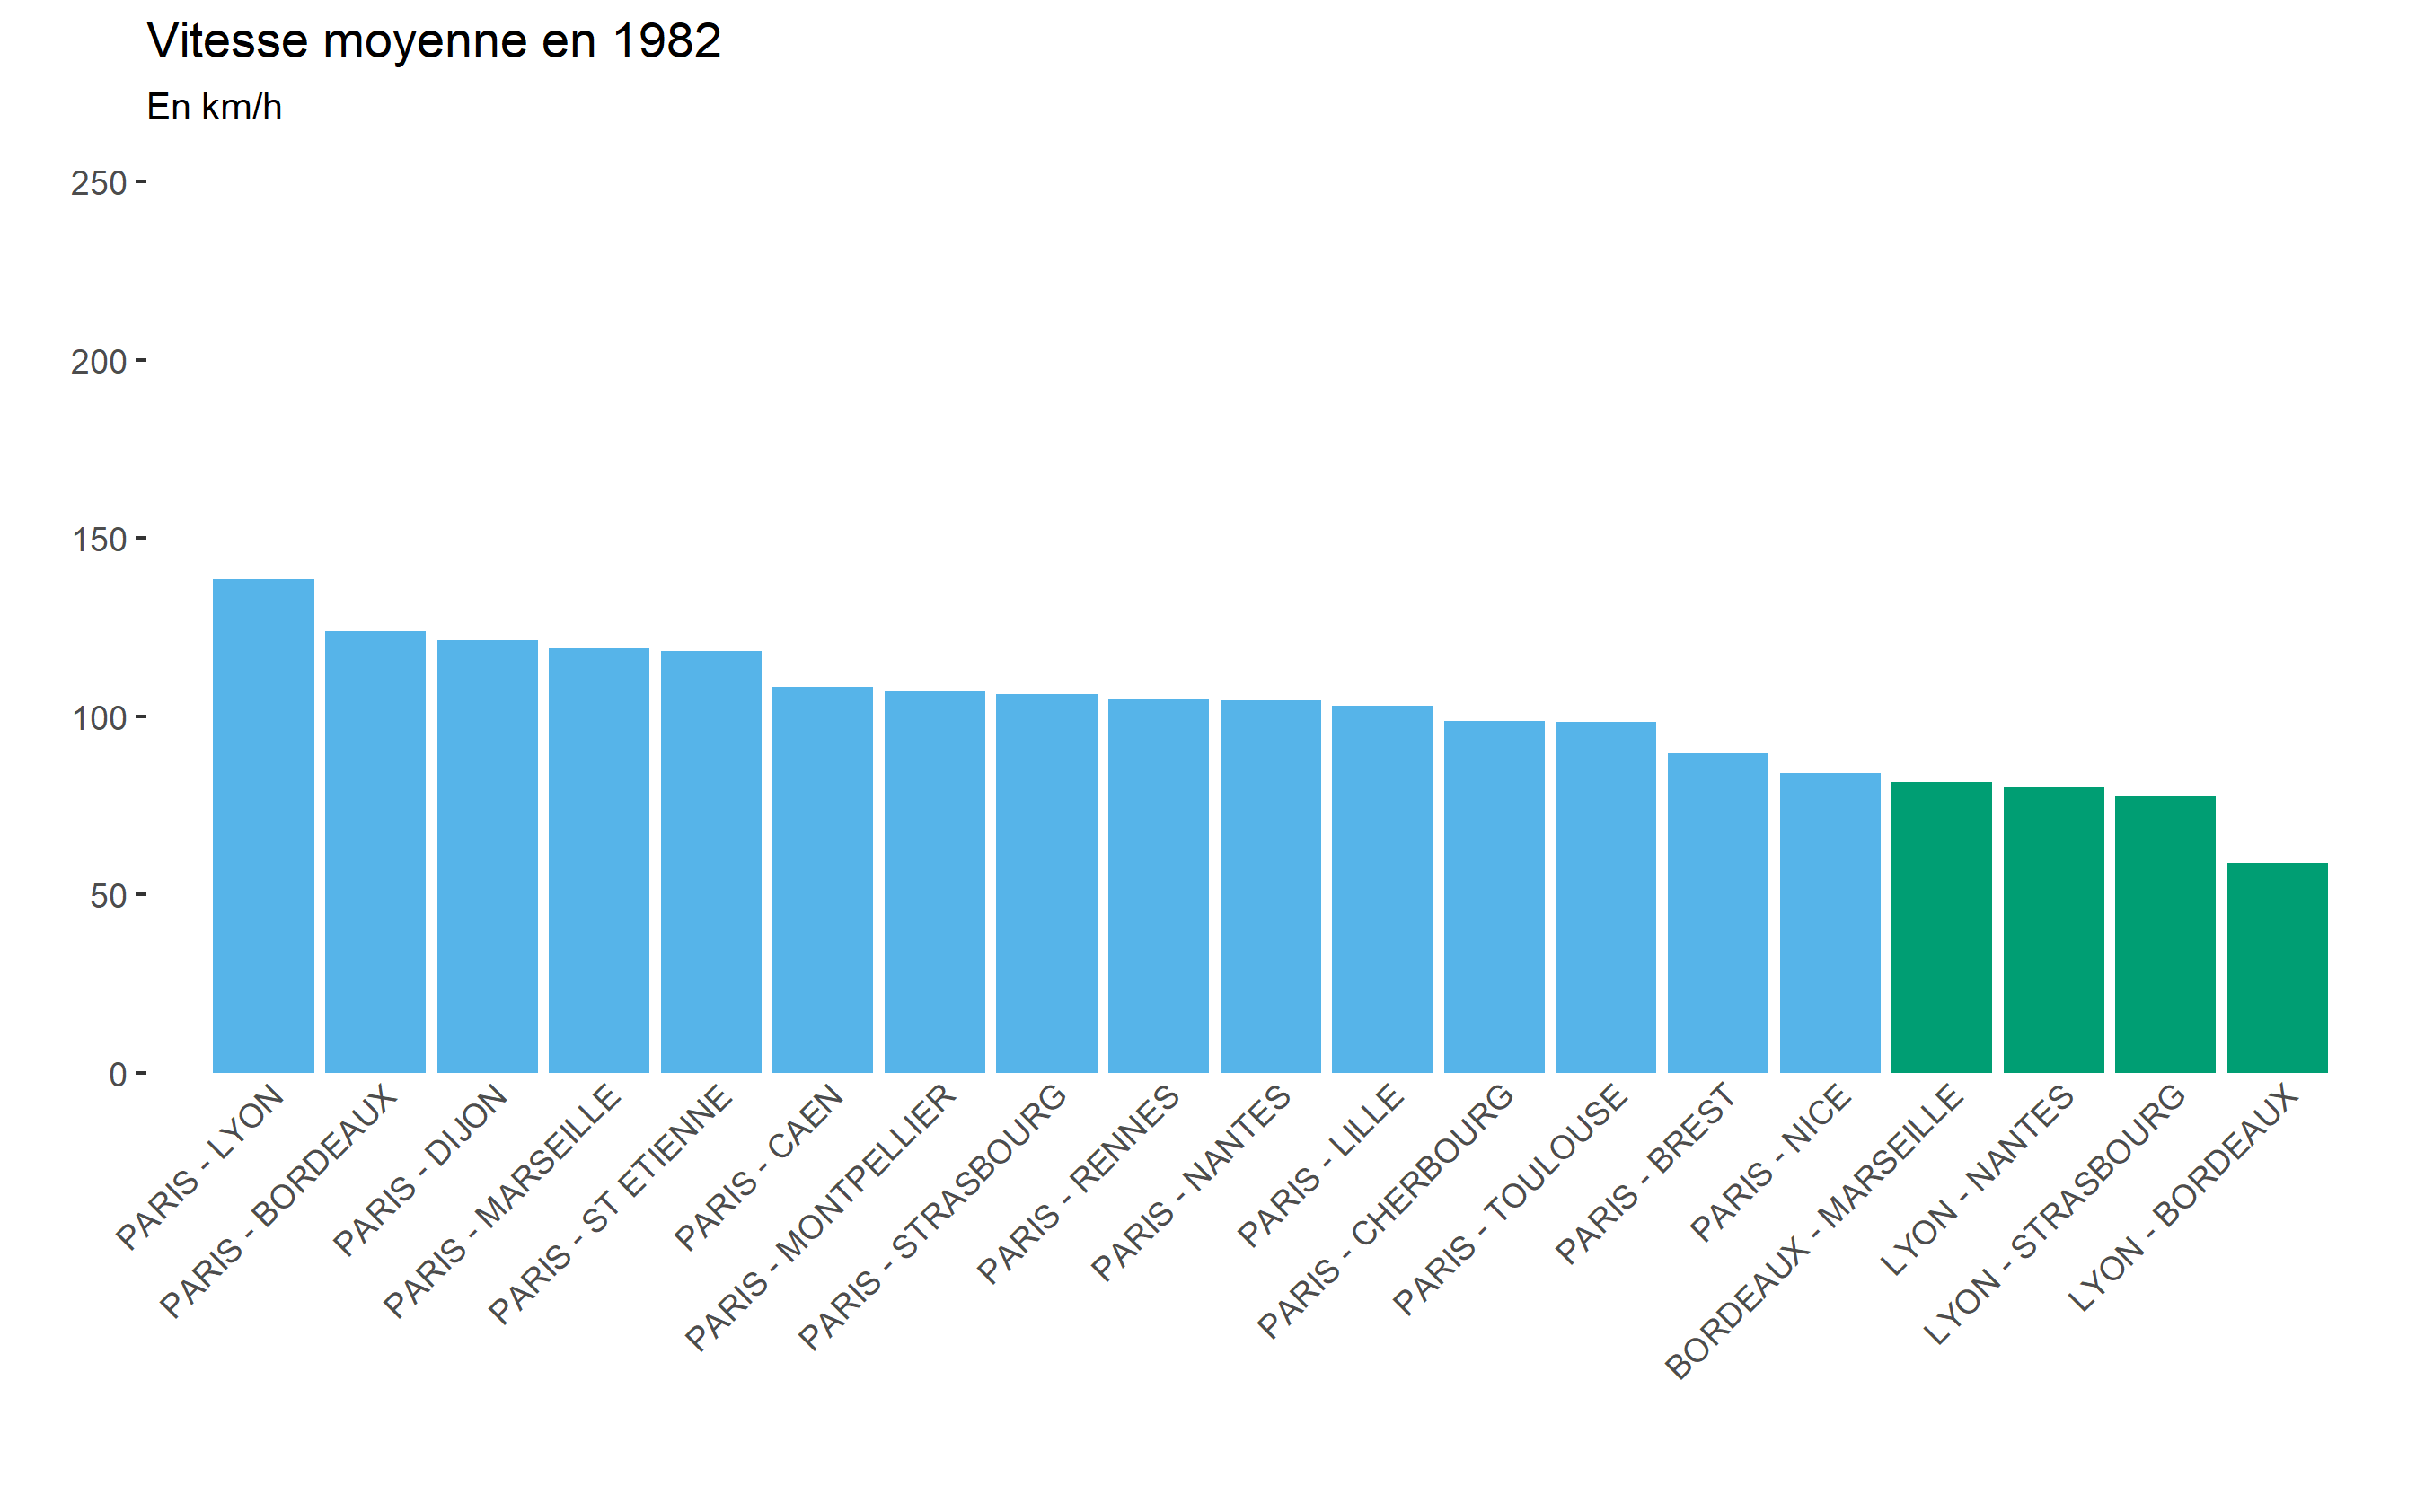 Vitesse moyenne en 1982
En km/h
250
200
150
100
50
0
PARIS - LYON
PARIS - BORDEAUX
PARIS - DIJON
PARIS - MARSEILLE
PARIS - ST ETIENNE
PARIS - CAEN
PARIS - MONTPELLIER
PARIS - STRASBOURG
PARIS - RENNES
PARIS - NANTES
PARIS - LILLE
PARIS - CHERBOURG
PARIS - TOULOUSE
PARIS - BREST
PARIS - NICE
BORDEAUX - MARSEILLE
LYON - NANTES
LYON - STRASBOURG
LYON - BORDEAUX